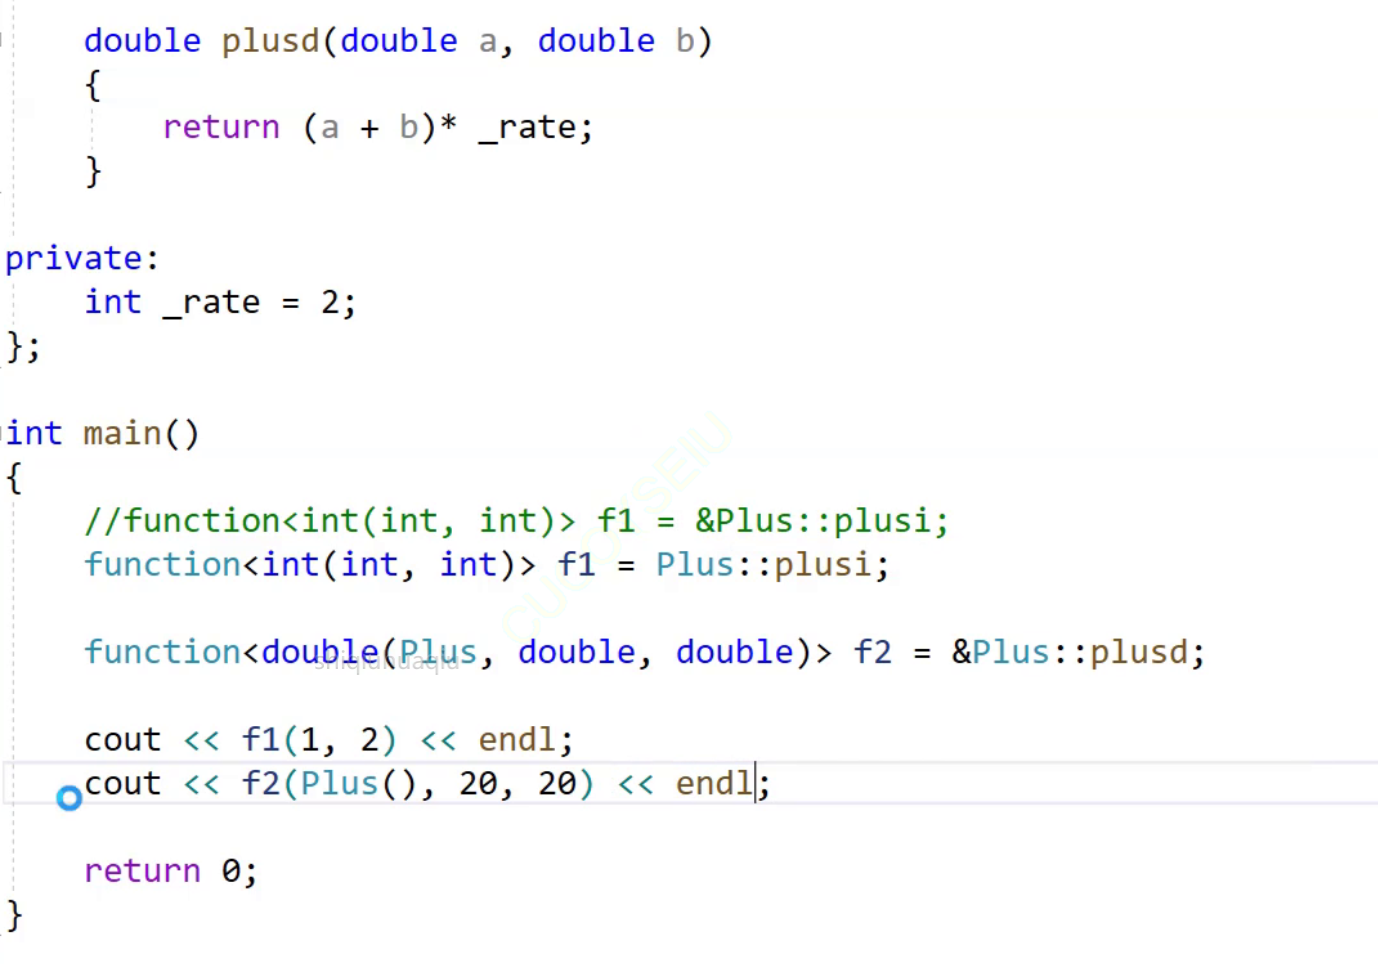 double plusd(double a, double b)
{
return (a + b)* _rate;
}
private:
int _rate = 2;
};
int main()
{
//function<int(int, int)> f1 = &Plus::plusi;
function<int(int, int)> f1 = Plus::plusi;
function<double(Plus, double, double)> f2 = &Plus::plusd;
shiqiuhuaqiu
cout << f1(1, 2) << endl;
cout << f2(Plus(), 20, 20) << endl;
return 0;
}